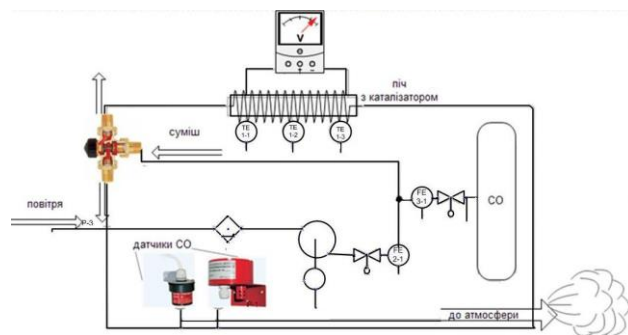 V
+ -
піч
з каталізатором
TE
1-1
TE
1-2
TE
1-3
суміш
FE
3-1
CO
повітря
P-3
датчики CO
FE
2-1
до атмосфери